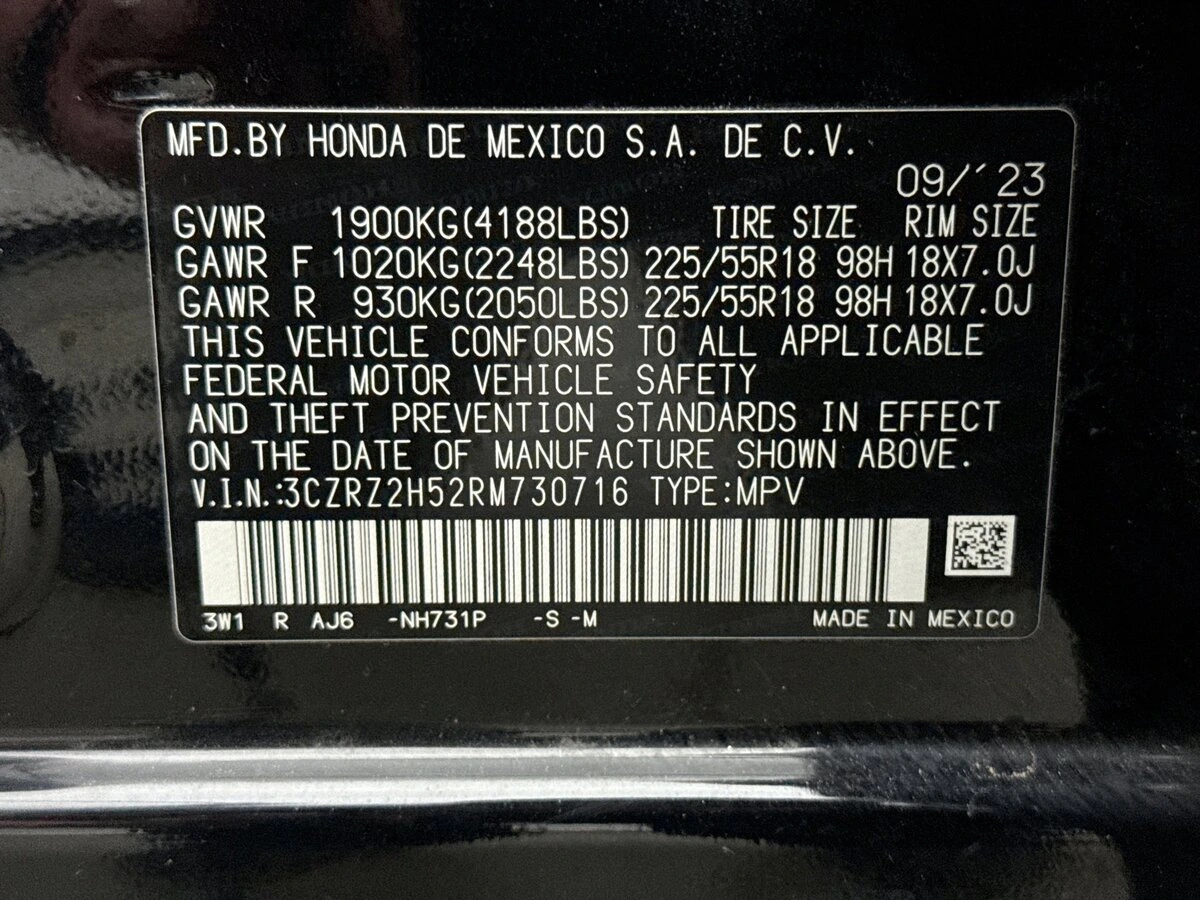 MFD.BY HONDA DE MEXICO S.A. DE C.V.
09/´23
GVWR 1900KG(4188LBS) TIRE SIZE RIM SIZE
GAWR F 1020KG(2248LBS) 225/55R18 98H 18X7.0J
GAWR R 930KG(2050LBS) 225/55R18 98H 18X7.0J
THIS VEHICLE CONFORMS TO ALL APPLICABLE
FEDERAL MOTOR VEHICLE SAFETY
AND THEFT PREVENTION STANDARDS IN EFFECT
ON THE DATE OF MANUFACTURE SHOWN ABOVE.
V.I.N.:3CZRZ2H52RM730716 TYPE:MPV
3W1 R AJ6 -NH731P -S -M MADE IN MEXICO